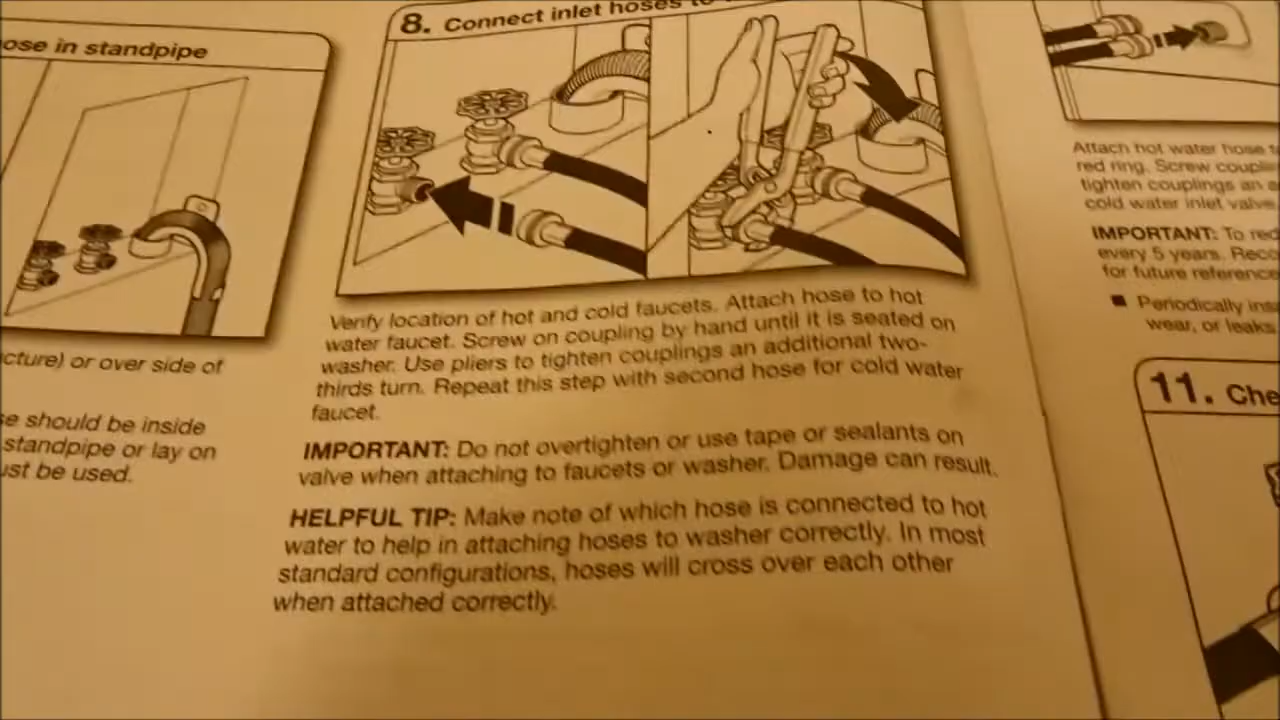 ose in standpipe
cture) or over side of
e should be inside
standpipe or lay on
ust be used.
8. Connect inlet hoses to
Verify location of hot and cold faucets. Attach hose to hot
water faucet. Screw on coupling by hand until it is seated on
washer. Use pliers to tighten couplings an additional two-
thirds turn. Repeat this step with second hose for cold water
faucet.
IMPORTANT: Do not overtighten or use tape or sealants on
valve when attaching to faucets or washer. Damage can result.
HELPFUL TIP: Make note of which hose is connected to hot
water to help in attaching hoses to washer correctly. In most
standard configurations, hoses will cross over each other
when attached correctly.
Attach hot water hose
red ring. Screw
tighten couplings an
cold water inlet valve.
IMPORTANT: To
every 5 years.
for future reference
■ Periodically
wear, or leaks
11.